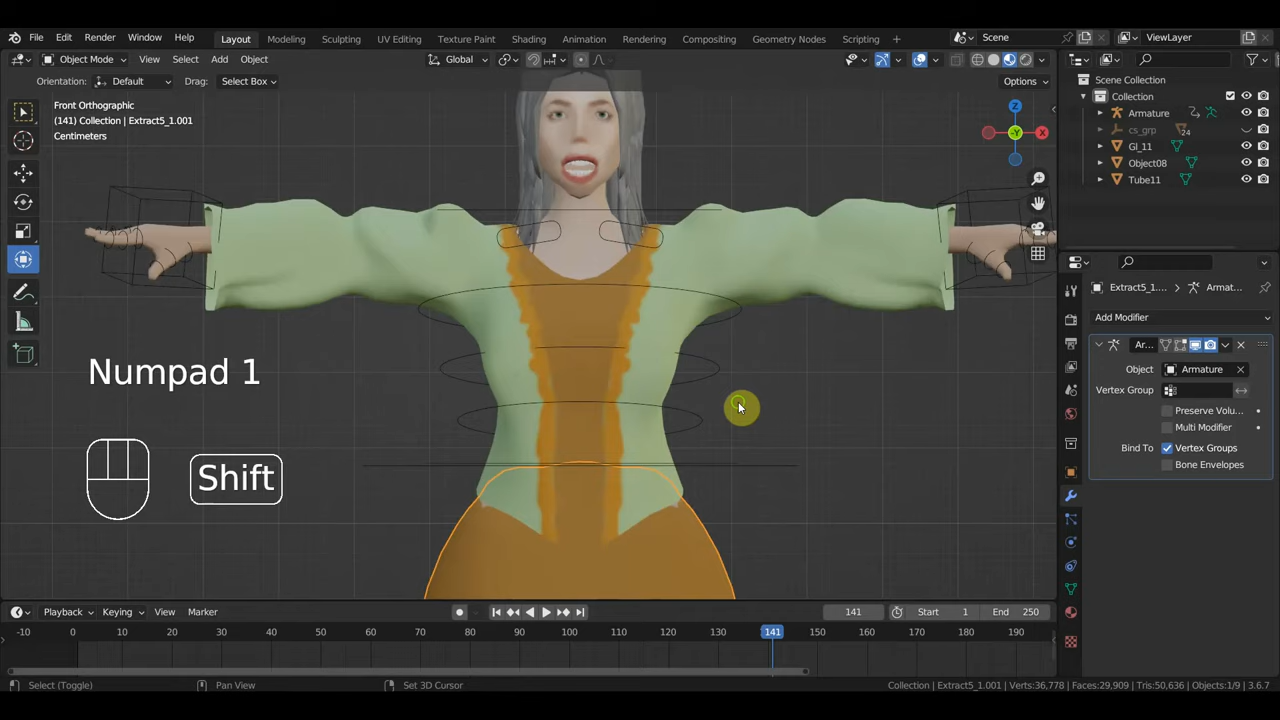 File Edit Render Window Help Layout Modeling Sculpting UV Editing Texture Paint Shading Animation Rendering Compositing Geometry Nodes Scripting + Scene ViewLayer
Object Mode View Select Add Object Global
Orientation: Default Drag: Select Box Options
Front Orthographic
(141) Collection | Extract5_1.001
Centimeters
Z
X
-Y
Scene Collection
Collection
Armature
cs_grp 24
Gl_11
Object08
Tube11
Extract5_1.... Armat...
Add Modifier
Ar...
Object Armature
Vertex Group
Preserve Volu...
Multi Modifier
Bind To Vertex Groups
Bone Envelopes
Numpad 1
Shift
Playback Keying View Marker 141 Start 1 End 250
-10 0 10 20 30 40 50 60 70 80 90 100 110 120 130 141 150 160 170 180 190
Select (Toggle) Pan View Set 3D Cursor Collection | Extract5_1.001 | Verts:36,778 | Faces:29,909 | Tris:50,636 | Objects:1/9 | 3.6.7